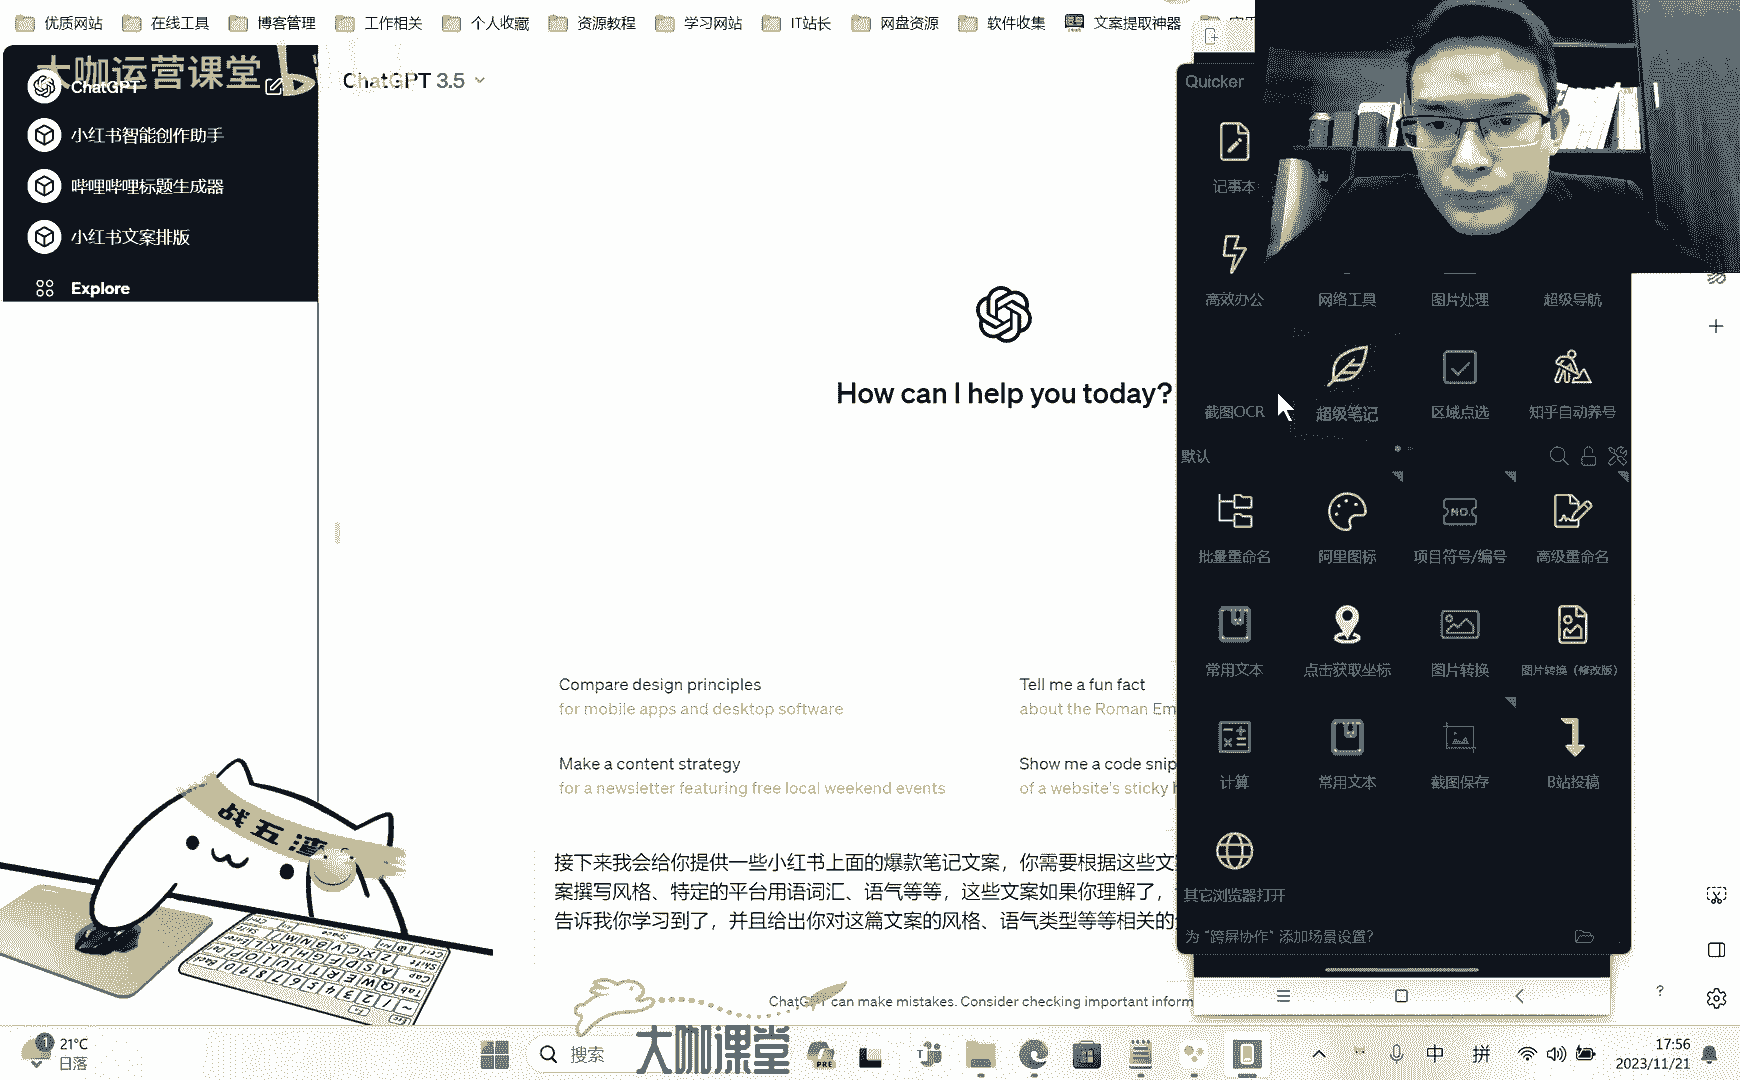 优质网站 在线工具 博客管理 工作相关 个人收藏 资源教程 学习网站 IT站长 网盘资源 软件收集 文案提取神器
大咖运营课堂
ChatGPT
小红书智能创作助手
哔哩哔哩标题生成器
小红书文案排版
Explore
ChatGPT 3.5
How can I help you today?
Compare design principles
for mobile apps and desktop software
Tell me a fun fact
about the Roman Em
Make a content strategy
for a newsletter featuring free local weekend events
Show me a code snip
of a website's sticky h
接下来我会给你提供一些小红书上面的爆款笔记文案，你需要根据这些文
案撰写风格、特定的平台用语词汇、语气等等，这些文案如果你理解了，
告诉我你学习到了，并且给出你对这篇文案的风格、语气类型等等相关的
ChatGPT can make mistakes. Consider checking important inform
Quicker
记事本
高效办公 网络工具 图片处理 超级导航
截图OCR 超级笔记 区域点选 知乎自动养号
默认
批量重命名 阿里图标 项目符号/编号 高级重命名
常用文本 点击获取坐标 图片转换 图片转换（修改版）
计算 常用文本 截图保存 B站投稿
其它浏览器打开
为 "跨屏协作" 添加场景设置?
?
战五渣
1
21°C
日落
搜索
大咖课堂
PRE
中
拼
17:56
2023/11/21